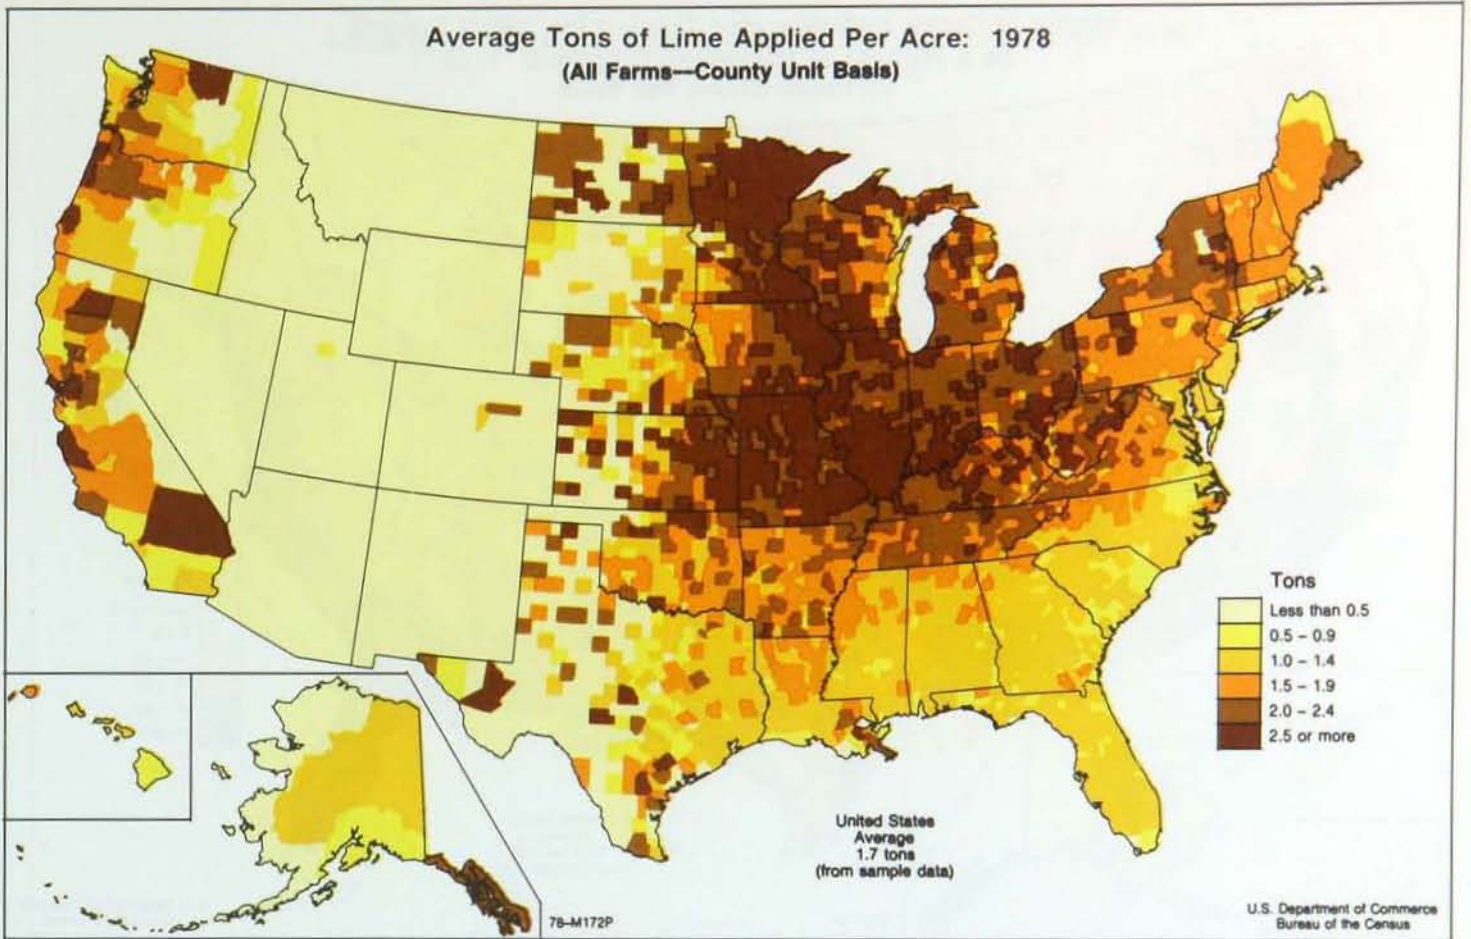 Average Tons of Lime Applied Per Acre: 1978
(All Farms—County Unit Basis)
Tons
Less than 0.5
0.5 – 0.9
1.0 – 1.4
1.5 – 1.9
2.0 – 2.4
2.5 or more
United States
Average
1.7 tons
(from sample data)
78–M172P
U.S. Department of Commerce
Bureau of the Census